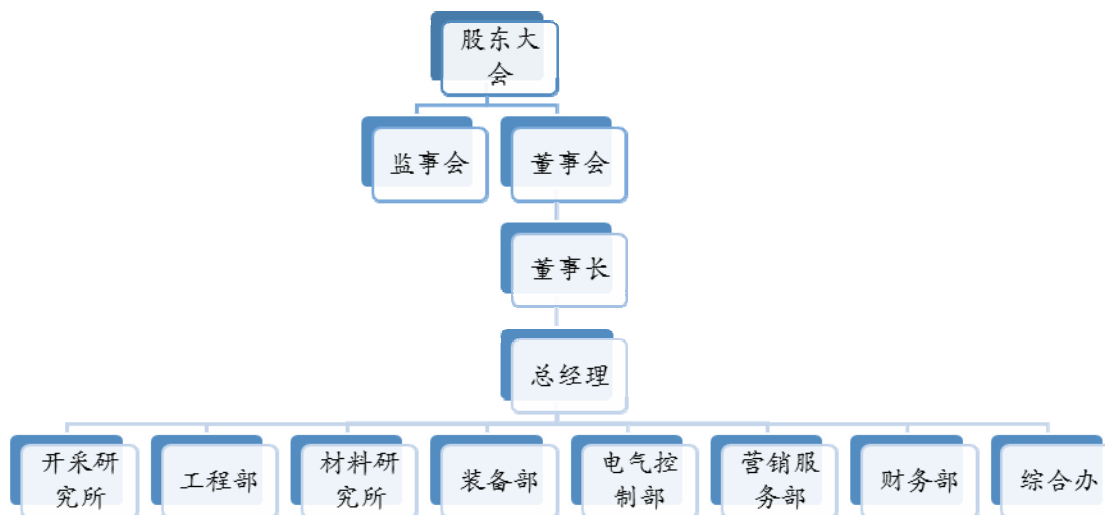 股东大
会
监事会
董事会
董事长
总经理
开采研
究所
工程部
材料研
究所
装备部
电气控
制部
营销服
务部
财务部
综合办